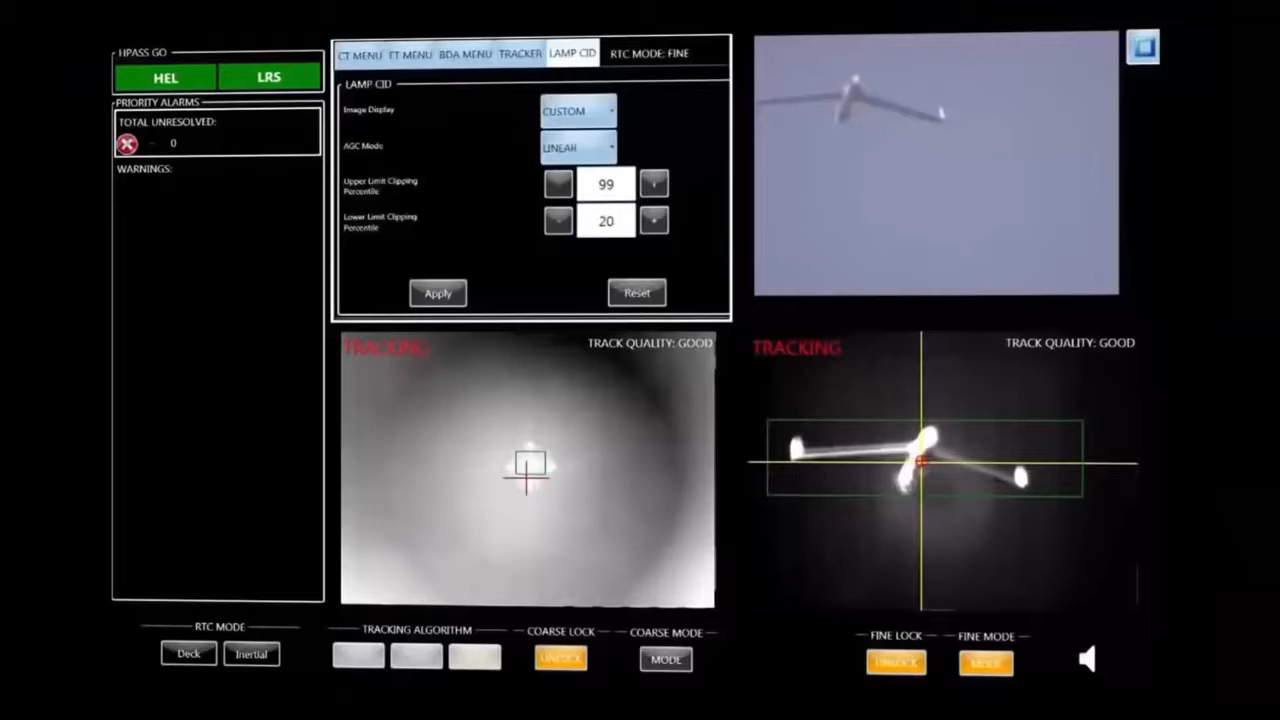 HPASS GO
HEL
LRS
PRIORITY ALARMS
TOTAL UNRESOLVED:
0
WARNINGS:
CT MENU FT MENU BDA MENU TRACKER LAMP CID RTC MODE: FINE
LAMP CID
Image Display
CUSTOM
AGC Mode
LINEAR
Upper Limit Clipping
Percentile
99
Lower Limit Clipping
Percentile
20
Apply
Reset
TRACKING
TRACK QUALITY: GOOD
TRACKING
TRACK QUALITY: GOOD
RTC MODE
Deck
Inertial
TRACKING ALGORITHM
COARSE LOCK
UNLOCK
COARSE MODE
MODE
FINE LOCK
UNLOCK
FINE MODE
MODE